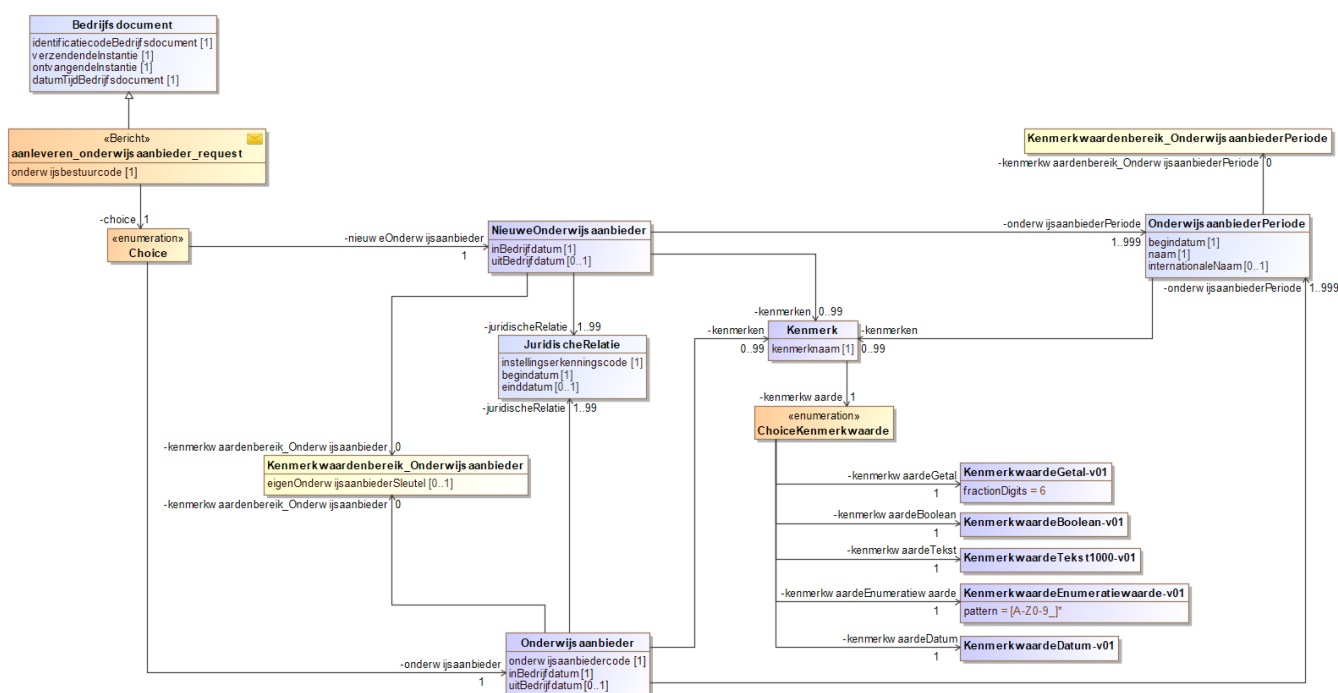 Bedrijfsdocument
identificatiecodeBedrijfsdocument [1]
verzendendeInstantie [1]
ontvangendeInstantie [1]
datumTijdBedrijfsdocument [1]
«Bericht»
aanleveren_onderwijsaanbieder_request
onderwijsbestuurcode [1]
-choice 1
«enumeration»
Choice
-nieuweOnderwijsaanbieder
1
NieuweOnderwijsaanbieder
inBedrijfdatum [1]
uitBedrijfdatum [0..1]
-onderwijsaanbiederPeriode
1..999
Kenmerkwaardenbereik_OnderwijsaanbiederPeriode
-kenmerkwaardenbereik_OnderwijsaanbiederPeriode 0
OnderwijsaanbiederPeriode
begindatum [1]
naam [1]
internationaleNaam [0..1]
-onderwijsaanbiederPeriode 1..999
-kenmerken 0..99
-kenmerken
0..99
Kenmerk
kenmerknaam [1]
-kenmerken
0..99
-juridischeRelatie 1..99
JuridischeRelatie
instellingserkenningscode [1]
begindatum [1]
einddatum [0..1]
-juridischeRelatie 1..99
-kenmerkwaarde 1
«enumeration»
ChoiceKenmerkwaarde
-kenmerkwaardenbereik_Onderwijsaanbieder 0
Kenmerkwaardenbereik_Onderwijsaanbieder
eigenOnderwijsaanbiederSleutel [0..1]
-kenmerkwaardenbereik_Onderwijsaanbieder 0
-kenmerkwaardeGetal
1
KenmerkwaardeGetal-v01
fractionDigits = 6
-kenmerkwaardeBoolean
1
KenmerkwaardeBoolean-v01
-kenmerkwaardeTekst
1
KenmerkwaardeTekst1000-v01
-kenmerkwaardeEnumeratiewaarde
1
KenmerkwaardeEnumeratiewaarde-v01
pattern = [A-Z0-9_]*
-kenmerkwaardeDatum
1
KenmerkwaardeDatum-v01
-onderwijsaanbieder
1
Onderwijsaanbieder
onderwijsaanbiedercode [1]
inBedrijfdatum [1]
uitBedrijfdatum [0..1]